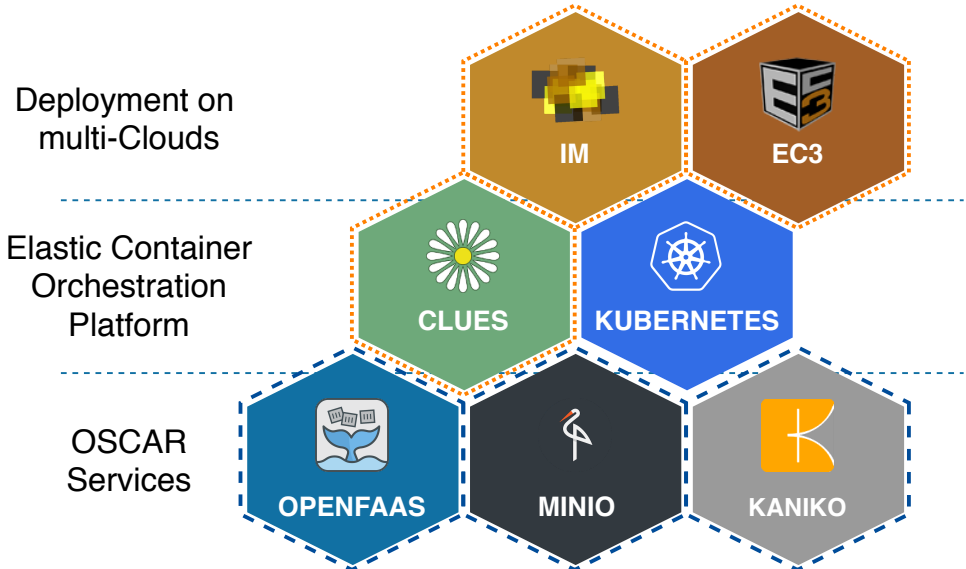 Deployment on
multi-Clouds
IM
EC3
Elastic Container
Orchestration
Platform
CLUES
KUBERNETES
OSCAR
Services
OPENFAAS
MINIO
KANIKO